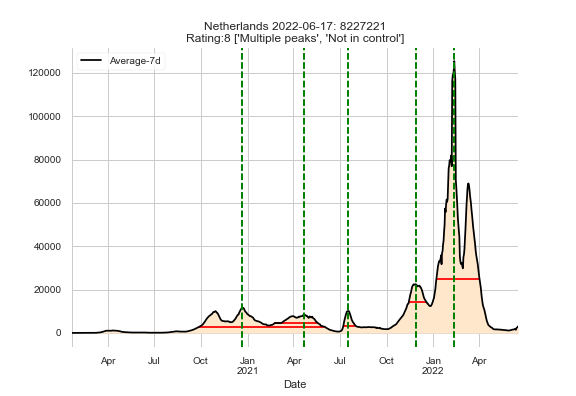 Netherlands 2022-06-17: 8227221
Rating:8 ['Multiple peaks', 'Not in control']
Average-7d
120000
100000
80000
60000
40000
20000
0
Apr Jul Oct Jan Apr Jul Oct Jan Apr
2021 2022
Date